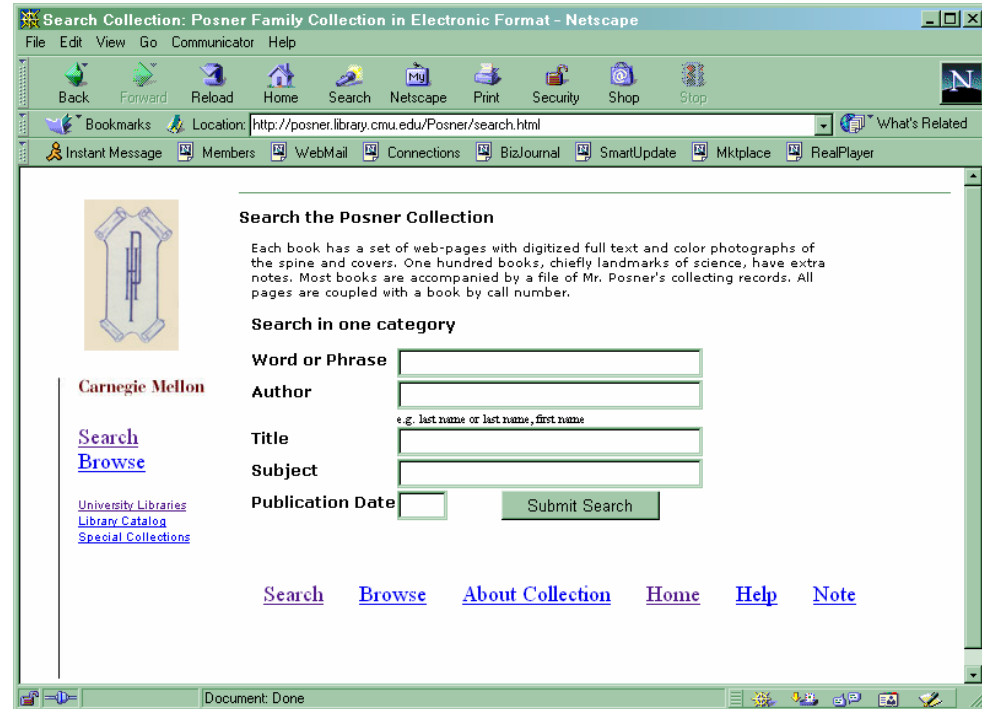 Search Collection: Posner Family Collection in Electronic Format - Netscape
File Edit View Go Communicator Help
Back Forward Reload Home Search Netscape Print Security Shop Stop
My
N
Bookmarks Location: http://posner.library.cmu.edu/Posner/search.html What's Related
Instant Message Members WebMail Connections BizJournal SmartUpdate Mktplace RealPlayer
Search the Posner Collection
Each book has a set of web-pages with digitized full text and color photographs of
the spine and covers. One hundred books, chiefly landmarks of science, have extra
notes. Most books are accompanied by a file of Mr. Posner's collecting records. All
pages are coupled with a book by call number.
Search in one category
Word or Phrase
Carnegie Mellon
Author
e.g. last name or last name, first name
Search
Title
Browse
Subject
University Libraries
Library Catalog
Special Collections
Publication Date Submit Search
Search Browse About Collection Home Help Note
Document: Done